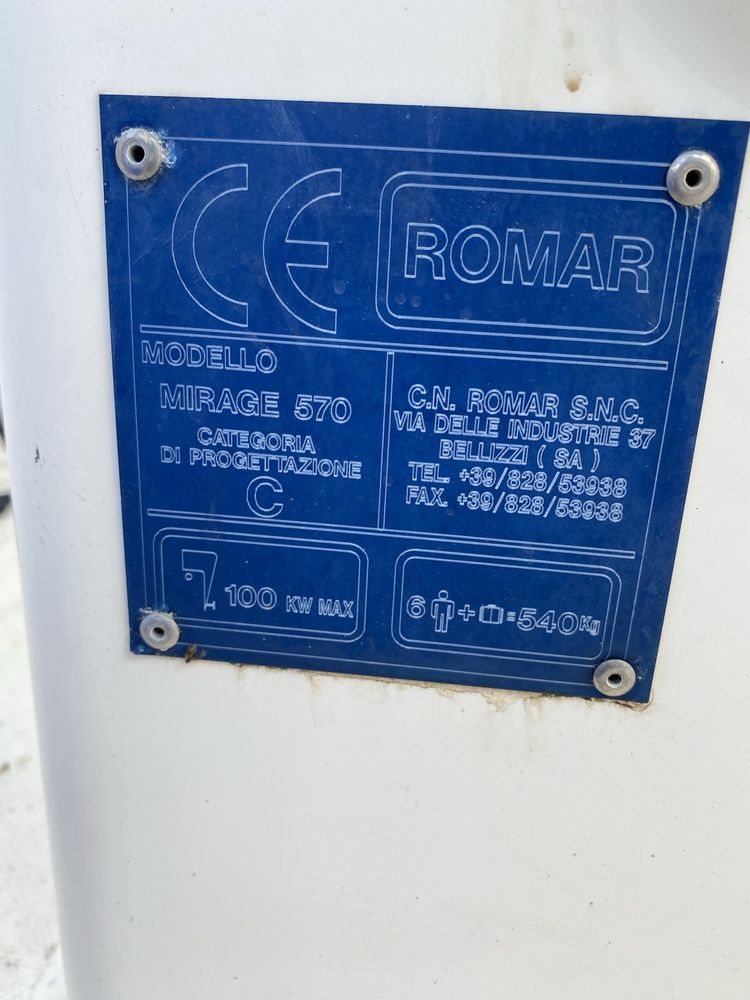 CE ROMAR
MODELLO
MIRAGE 570
CATEGORIA
DI PROGETTAZIONE
C
C.N. ROMAR S.N.C.
VIA DELLE INDUSTRIE 37
BELLIZZI ( SA )
TEL. +39/828/53938
FAX. +39/828/53938
100 KW MAX
6 + = 540Kg